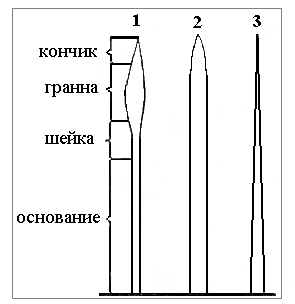 1 2 3
кончик
гранна
шейка
основание